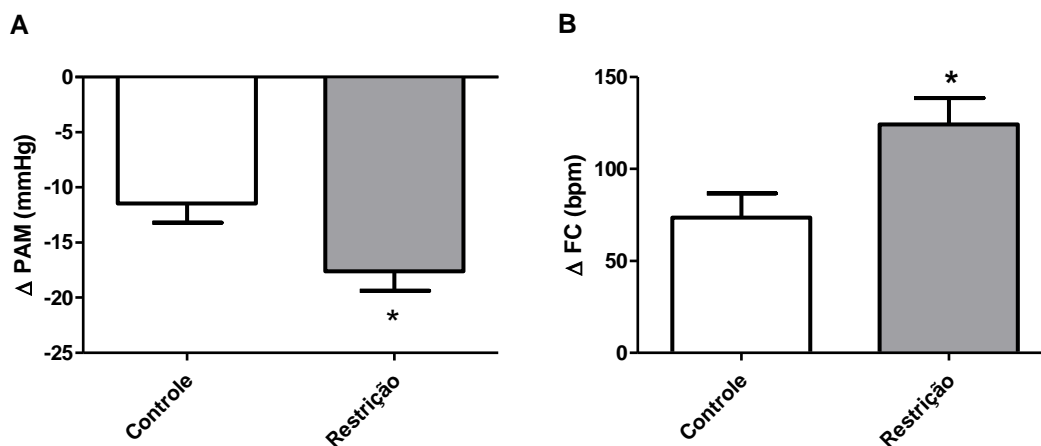 A
Δ PAM (mmHg)
0
-5
-10
-15
-20
-25
*
Controle
Restrição
B
Δ FC (bpm)
150
100
50
0
*
Controle
Restrição